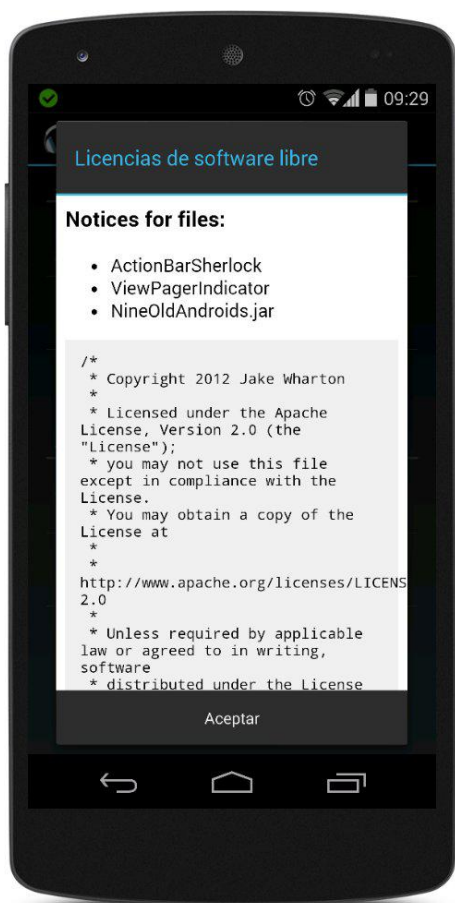 09:29
Licencias de software libre
Notices for files:
• ActionBarSherlock
• ViewPagerIndicator
• NineOldAndroids.jar
/*
* Copyright 2012 Jake Wharton
*
* Licensed under the Apache
License, Version 2.0 (the
"License");
* you may not use this file
except in compliance with the
License.
* You may obtain a copy of the
License at
*
*
http://www.apache.org/licenses/LICENS
2.0
*
* Unless required by applicable
law or agreed to in writing,
software
* distributed under the License
Aceptar